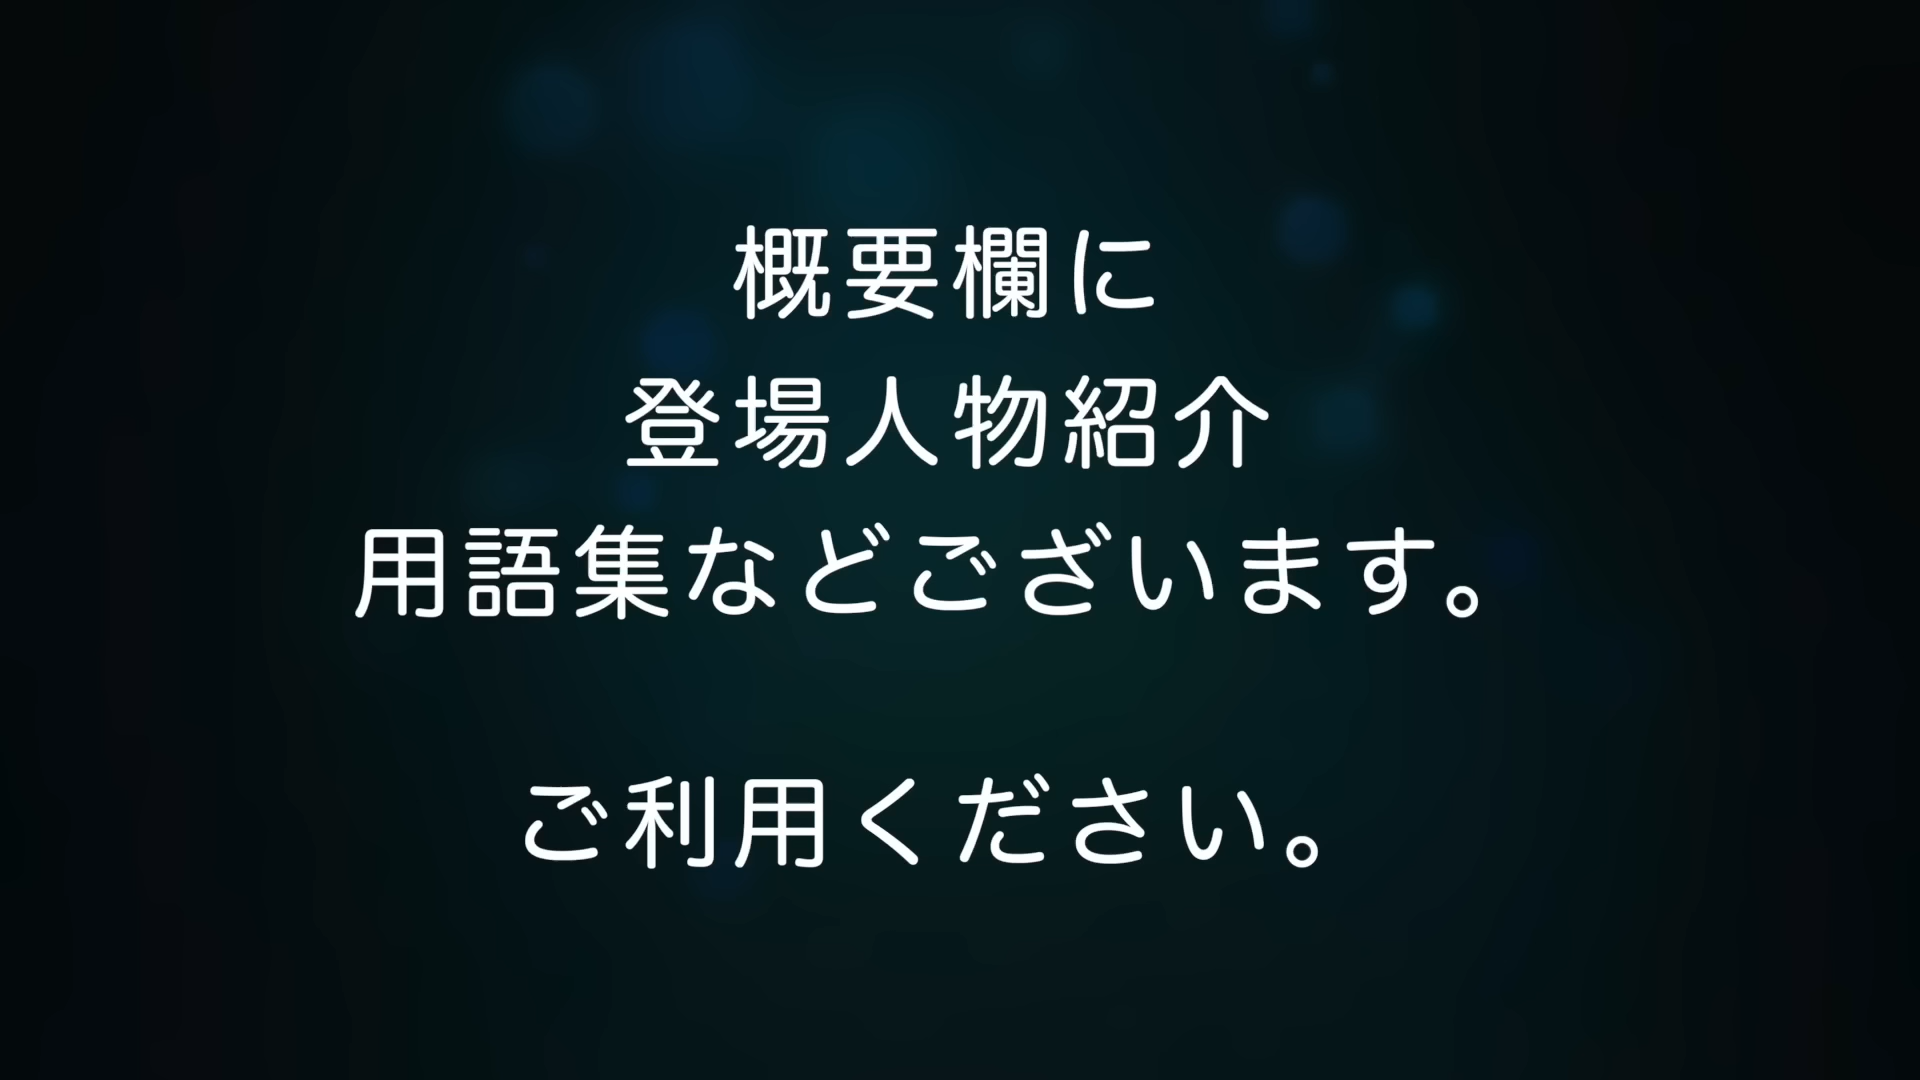 概要欄に
登場人物紹介
用語集などございます。
ご利用ください。